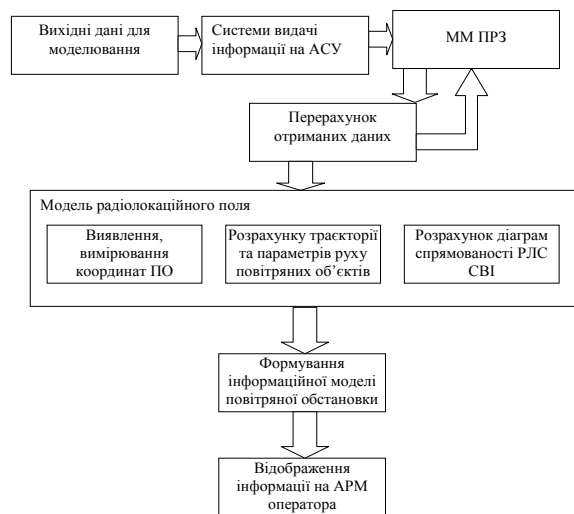 Вихідні дані для
моделювання
Системи видачі
інформації на АСУ
ММ ПРЗ
Перерахунок
отриманих даних
Модель радіолокаційного поля
Виявлення,
вимірювання
координат ПО
Розрахунку траєкторії
та параметрів руху
повітряних об’єктів
Розрахунок діаграм
спрямованості РЛС
СВІ
Формування
інформаційної моделі
повітряної обстановки
Відображення
інформації на АРМ
оператора